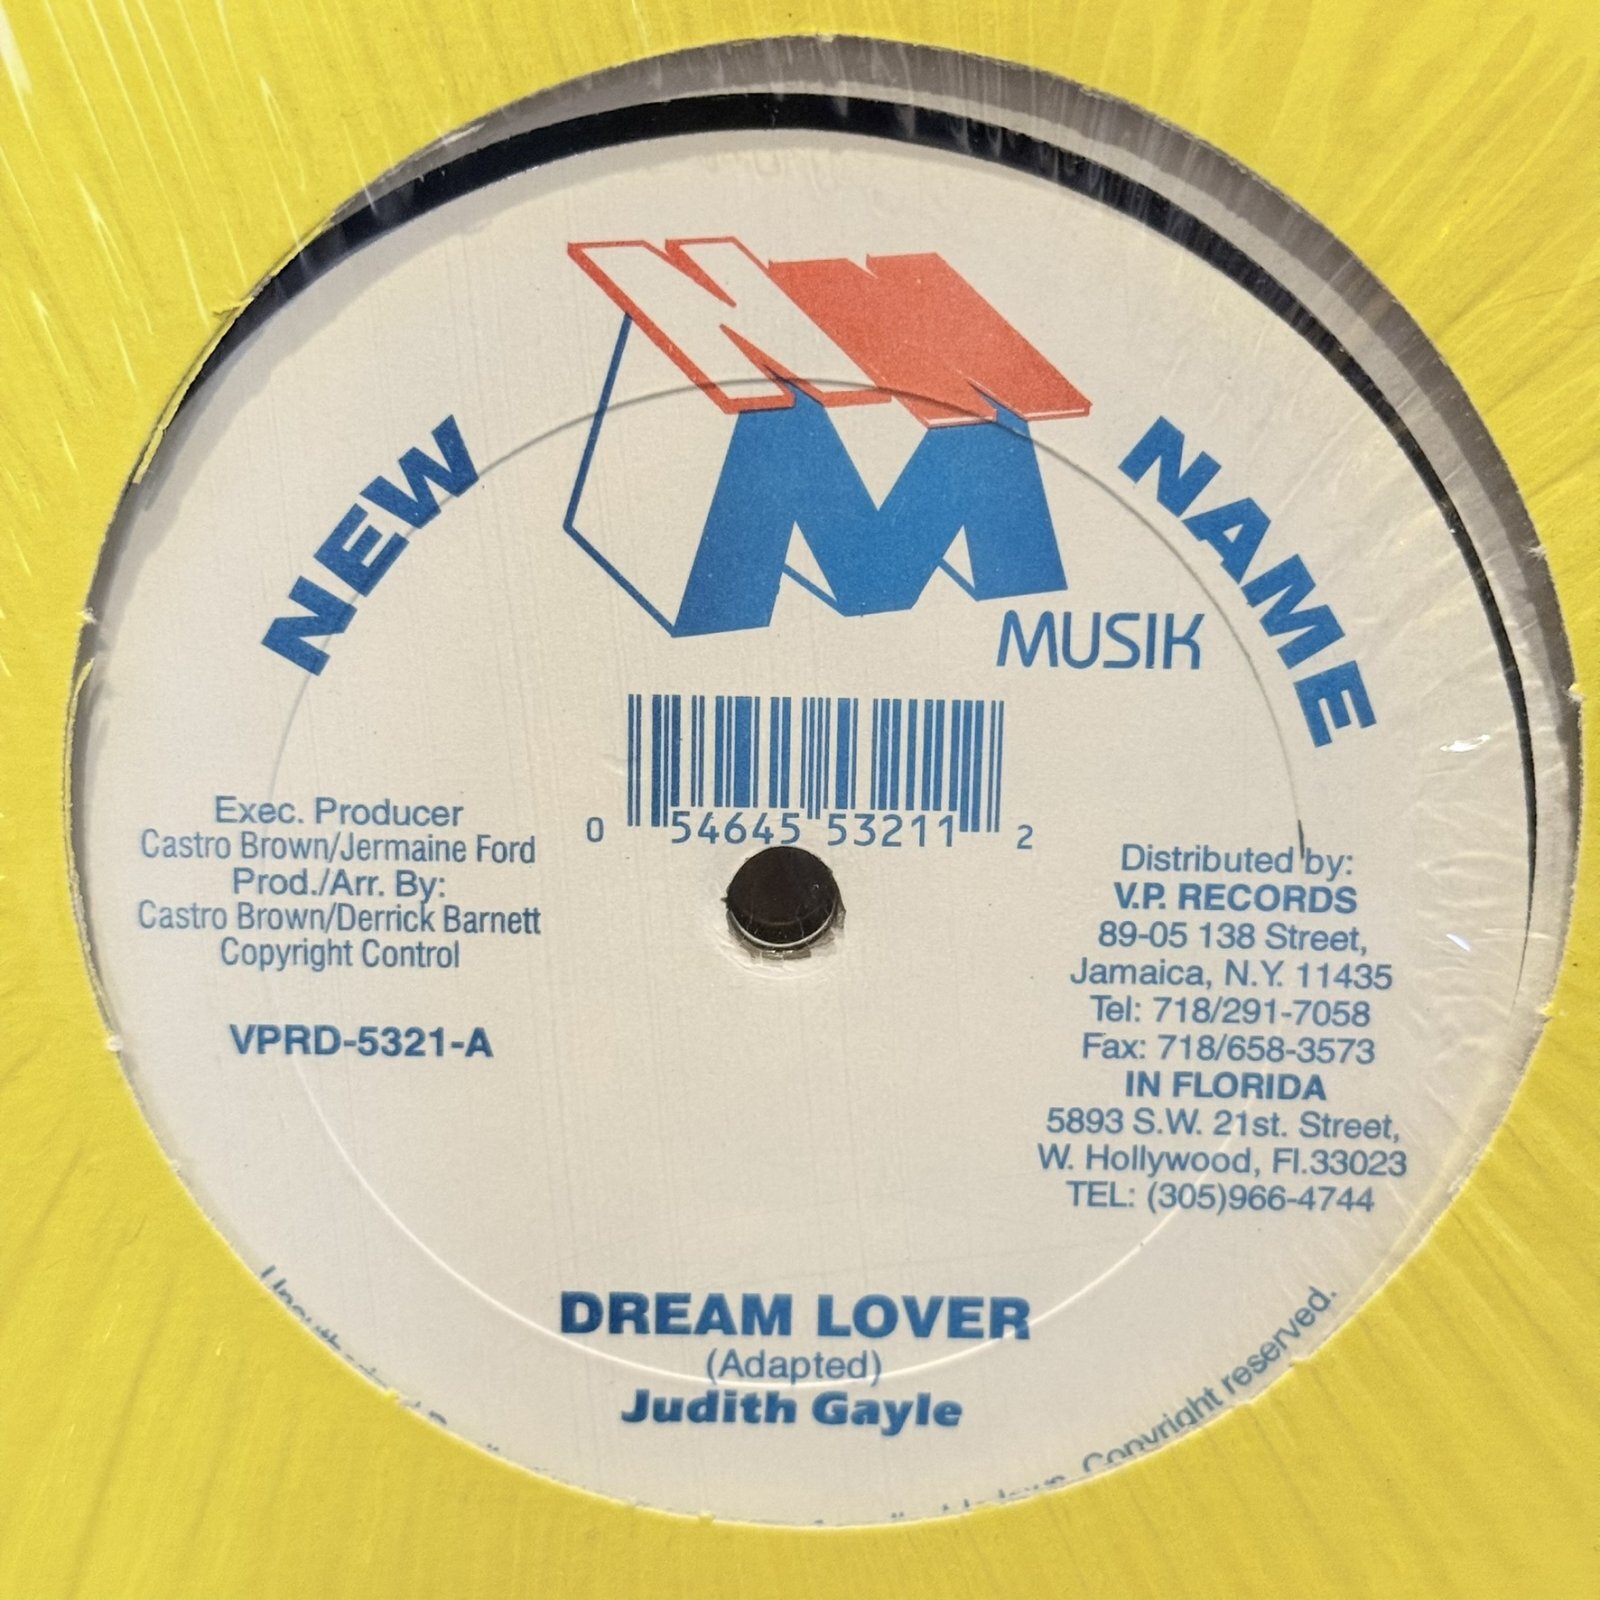 NEW NAME
NNM
MUSIK
0 54645 53211 2
Exec. Producer
Castro Brown/Jermaine Ford
Prod./Arr. By:
Castro Brown/Derrick Barnett
Copyright Control
VPRD-5321-A
Distributed by:
V.P. RECORDS
89-05 138 Street,
Jamaica, N.Y. 11435
Tel: 718/291-7058
Fax: 718/658-3573
IN FLORIDA
5893 S.W. 21st. Street,
W. Hollywood, Fl.33023
TEL: (305)966-4744
DREAM LOVER
(Adapted)
Judith Gayle
Copyright reserved.